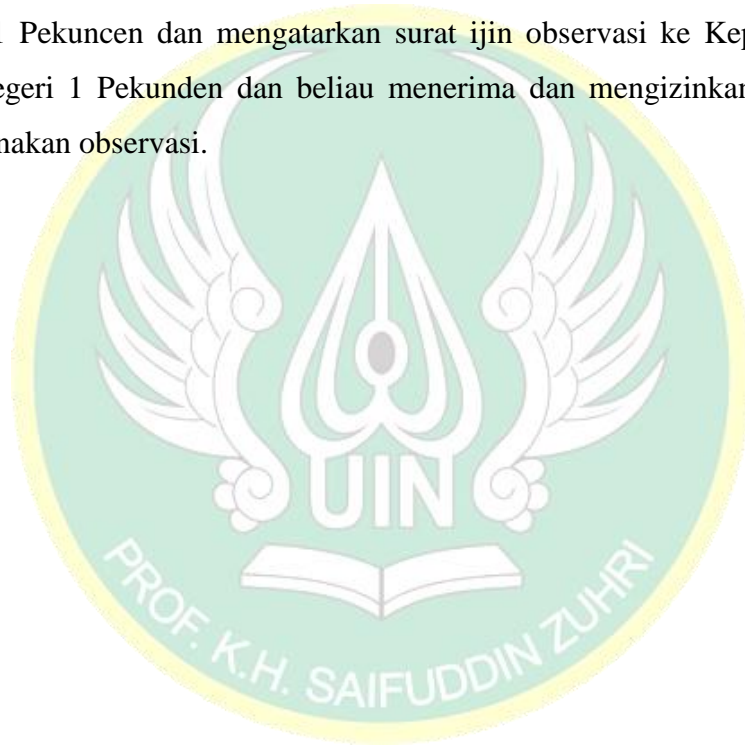 1 Pekuncen dan mengatarkan surat ijin observasi ke Kep
egeri 1 Pekunden dan beliau menerima dan mengizinkan
nakan observasi.
UIN
PROF. K.H. SAIFUDDIN ZUHRI